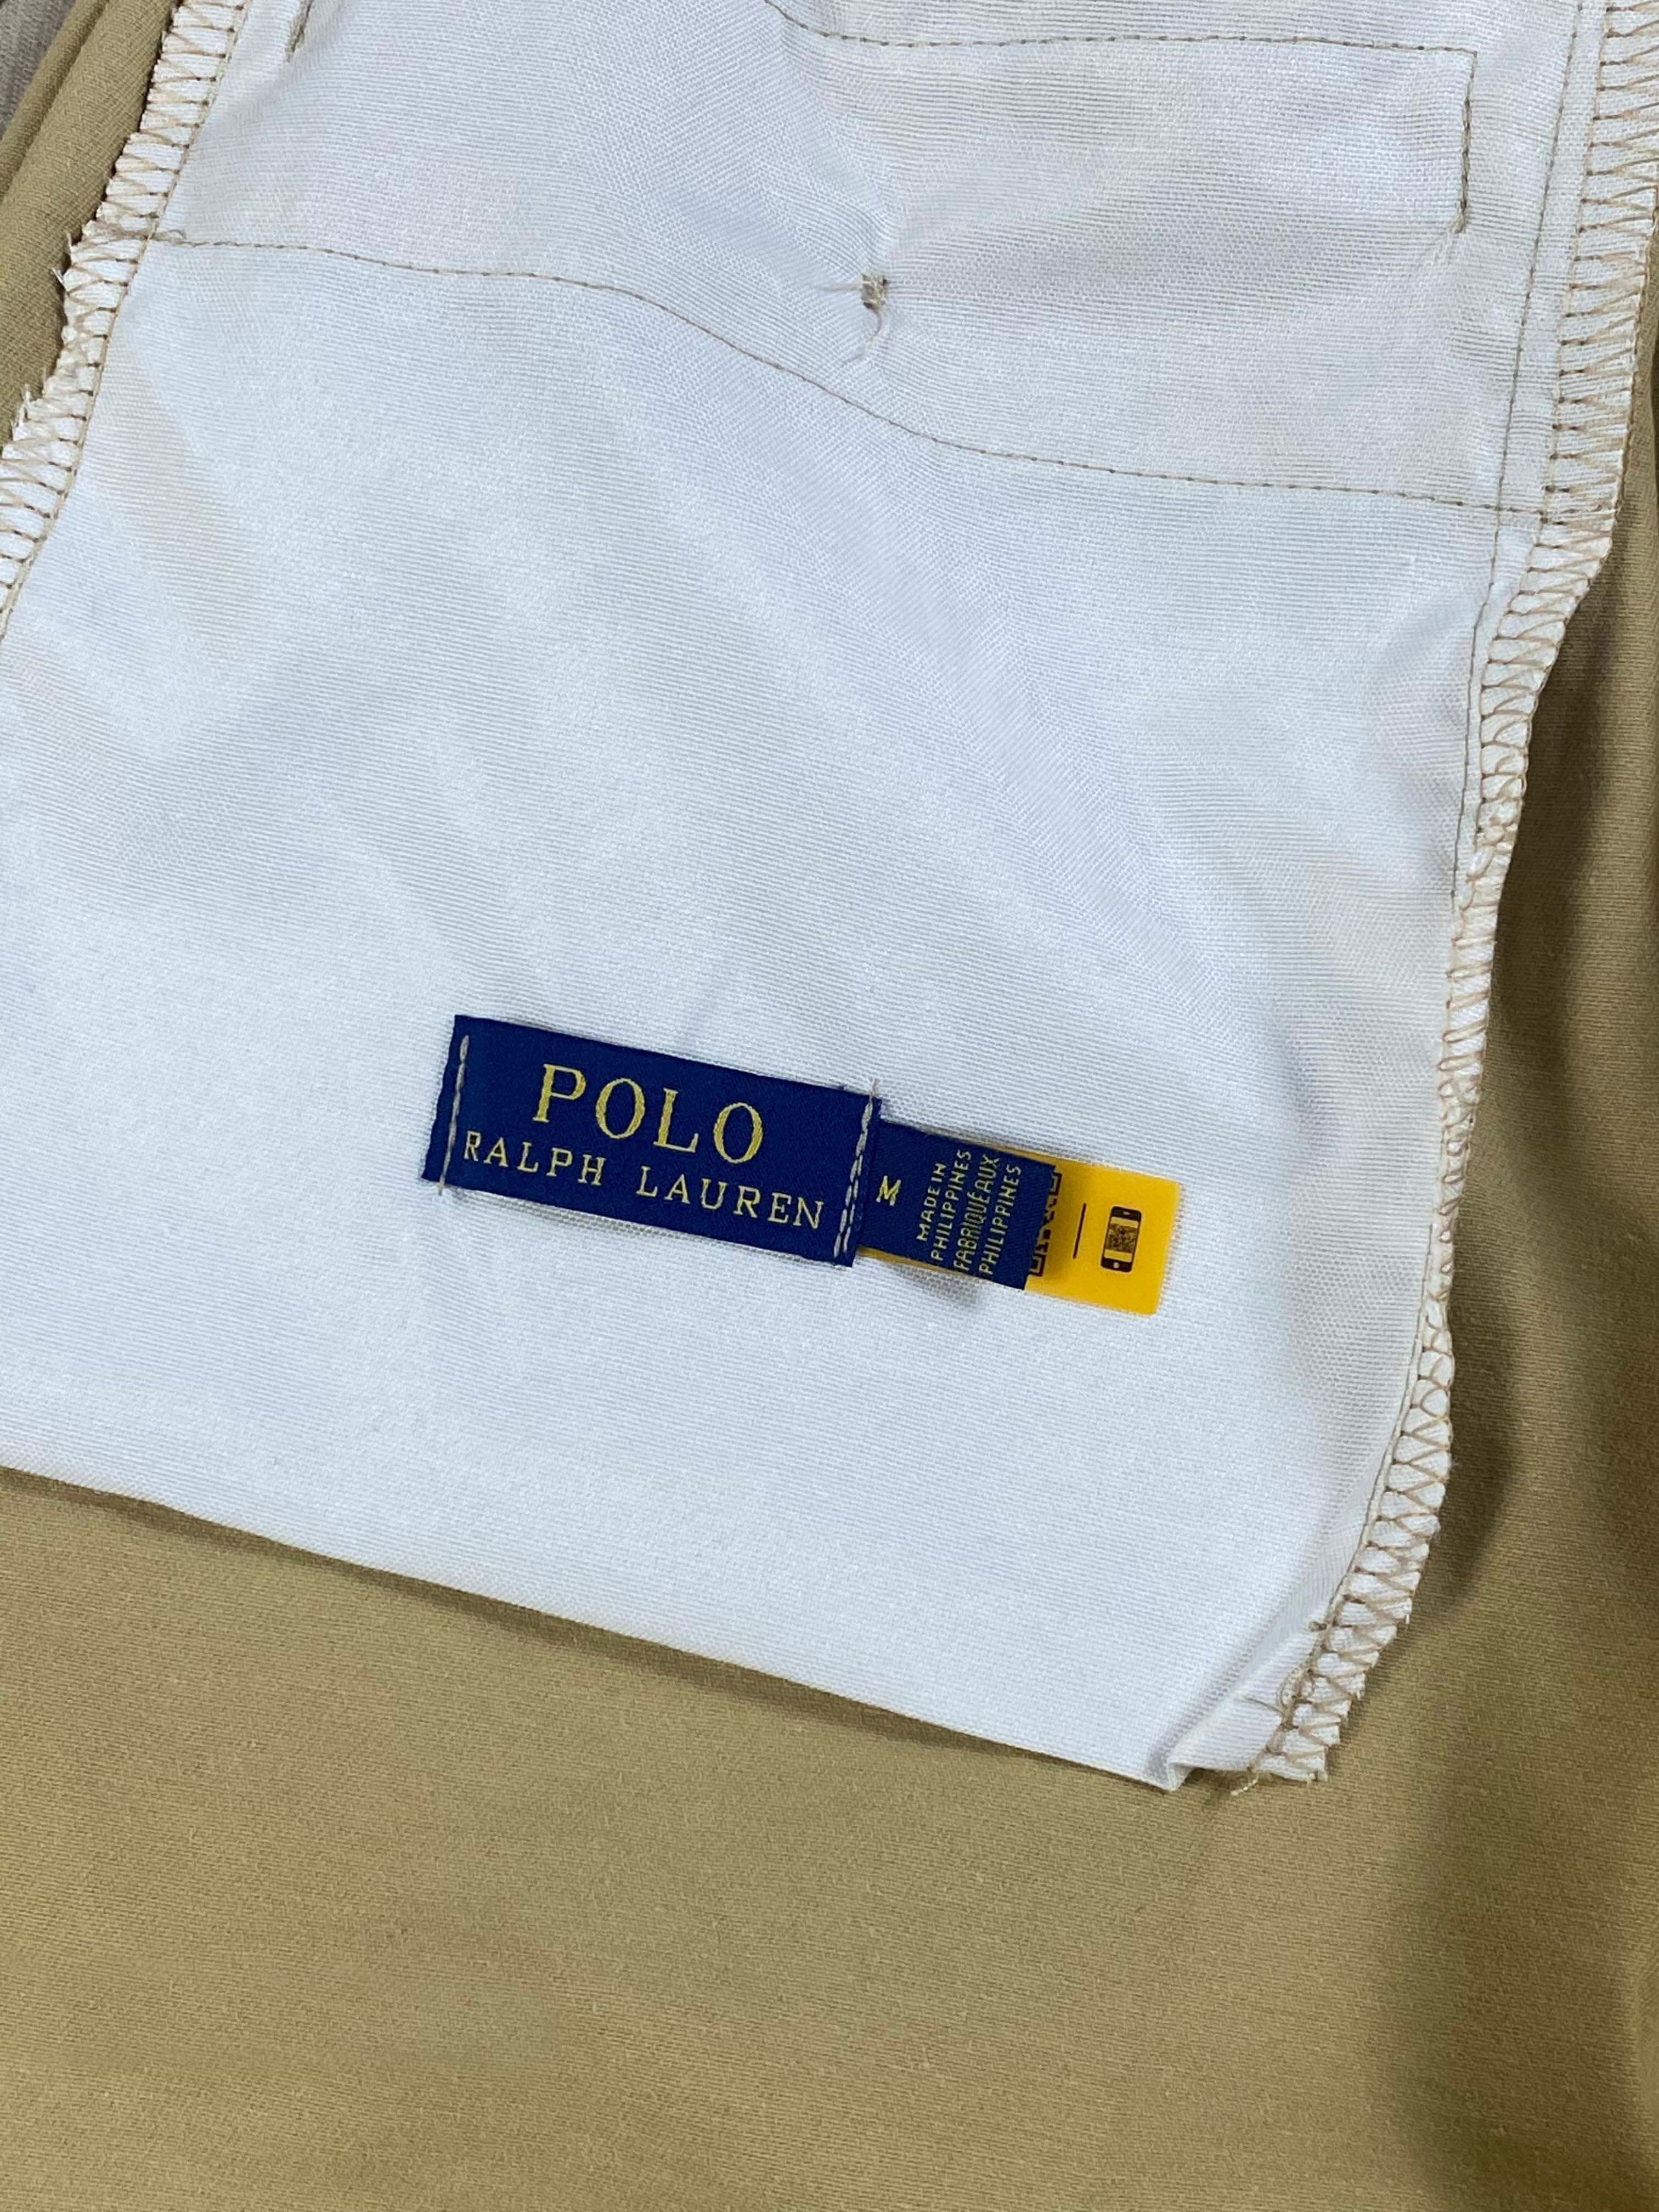 POLO
RALPH LAUREN
M
MADE IN
PHILIPPINES
FABRIQUÉ AUX
PHILIPPINES